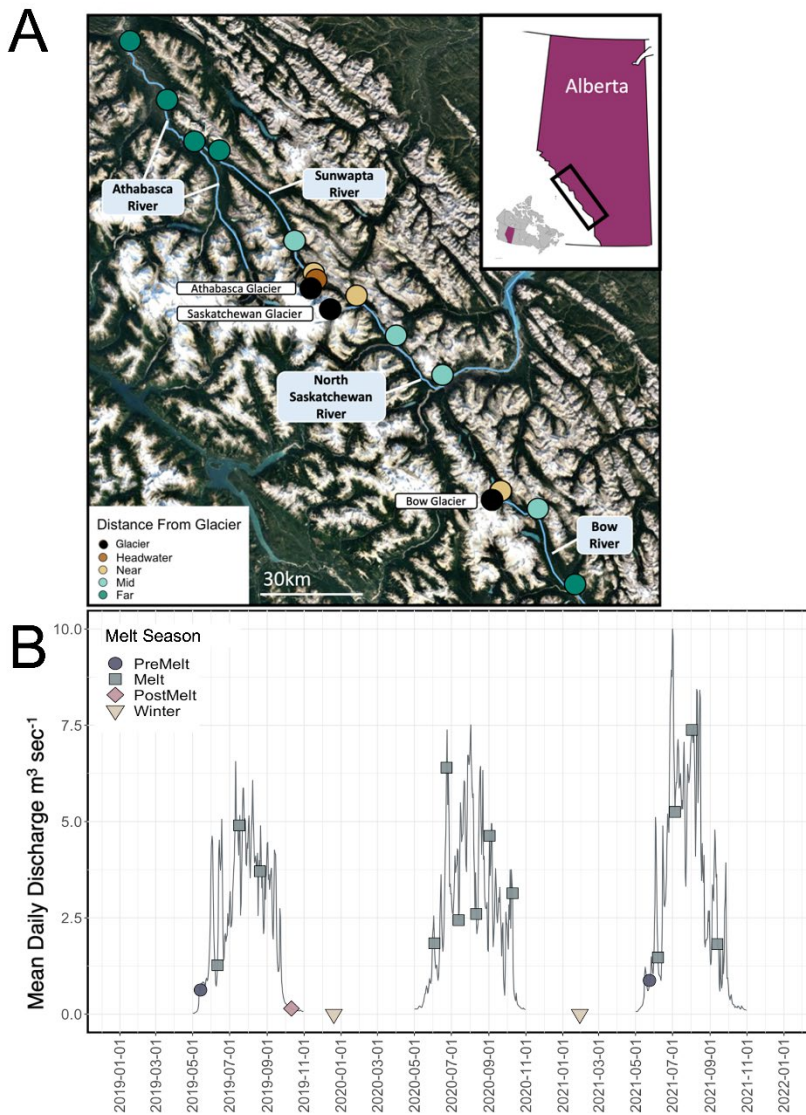 A
Alberta
Athabasca
River
Sunwapta
River
Athabasca Glacier
Saskatchewan Glacier
North
Saskatchewan
River
Bow Glacier
Bow
River
Distance From Glacier
Glacier
Headwater
Near
Mid
Far
30km
B
Melt Season
PreMelt
Melt
PostMelt
Winter
Mean Daily Discharge m³ sec⁻¹
10.0
7.5
5.0
2.5
0.0
2019-01-01
2019-03-01
2019-05-01
2019-07-01
2019-09-01
2019-11-01
2020-01-01
2020-03-01
2020-05-01
2020-07-01
2020-09-01
2020-11-01
2021-01-01
2021-03-01
2021-05-01
2021-07-01
2021-09-01
2021-11-01
2022-01-01